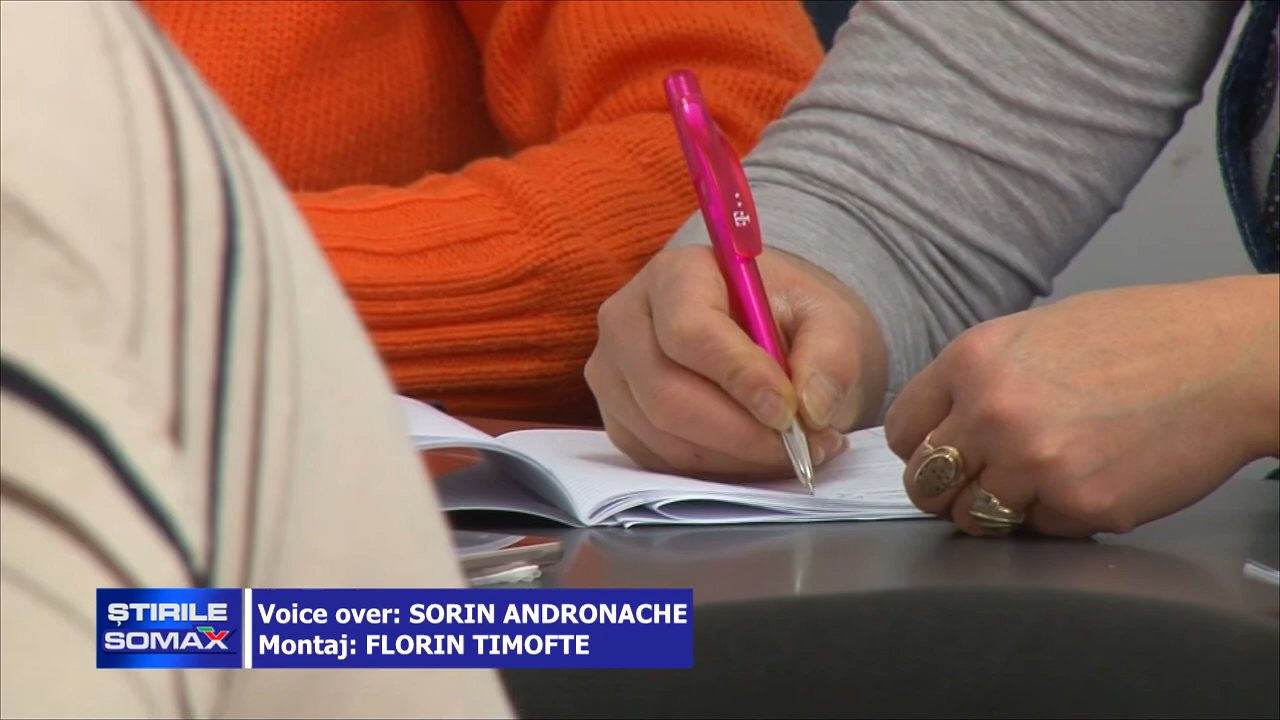 ȘTIRILE
SOMAX
Voice over: SORIN ANDRONACHE
Montaj: FLORIN TIMOFTE